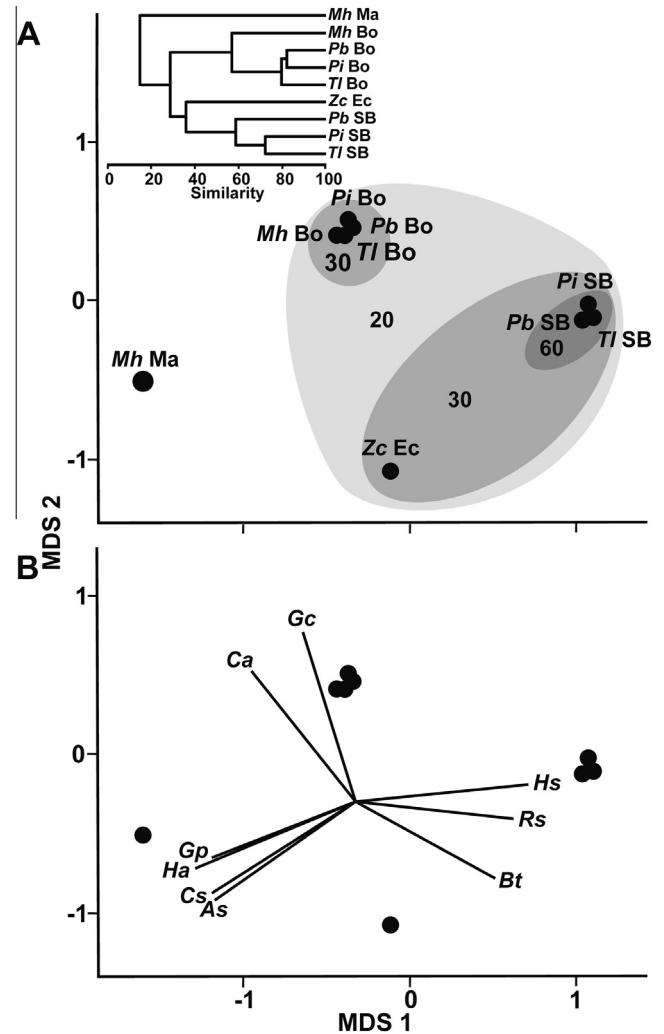 A
Mh Ma
Mh Bo
Pb Bo
Pi Bo
Tl Bo
Zc Ec
Pb SB
Pi SB
Tl SB
0 20 40 60 80 100
Similarity
1
0
-1
Pi Bo
Mh Bo
Pb Bo
Tl Bo
30
20
Pi SB
Pb SB
Tl SB
60
Mh Ma
30
Zc Ec
MDS 2
B
1
0
-1
Gc
Ca
Hs
Rs
Gp
Ha
Bt
Cs
As
-1 0 1
MDS 1